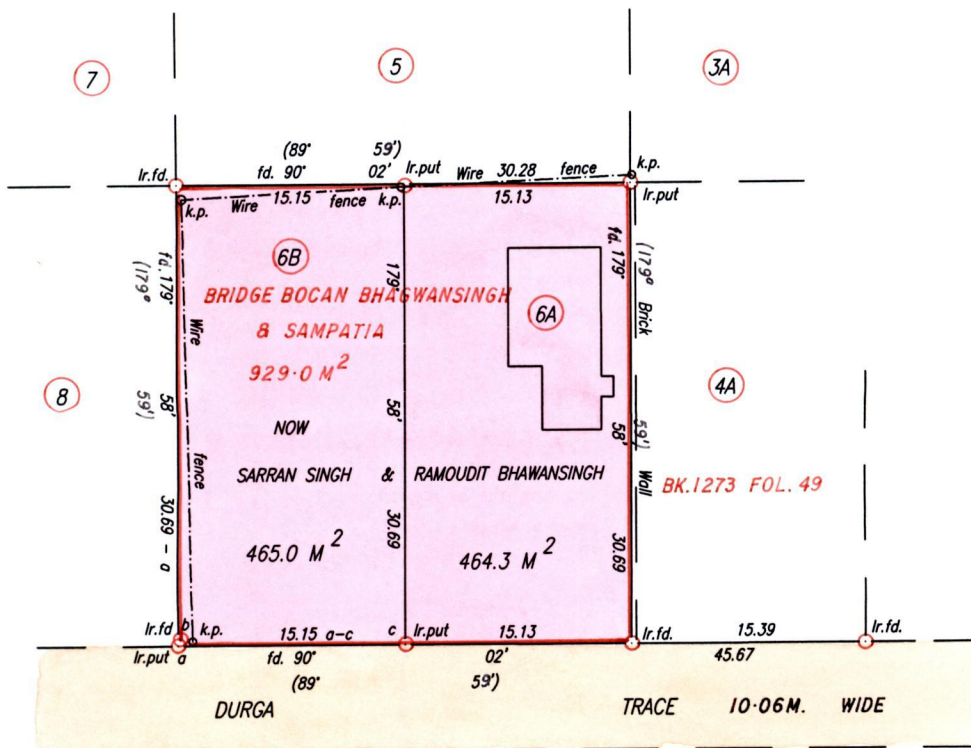 7
5
3A
(89° 59')
Ir.fd. fd. 90° 02' Ir.put Wire 30.28 fence k.p.
15.15 15.13 Ir.put
k.p. Wire fence k.p.
6B
BRIDGE BOCAN BHAGWANSINGH
& SAMPATIA
929.0 M²
6A
NOW
SARRAN SINGH & RAMOUDIT BHAWANSINGH
465.0 M²
464.3 M²
fd. 179° 58' 30.69 - a
(179° 59')
Wire fence
179° 58' 30.69
fd. 179° 58' 30.69
(179° 59')
Brick Wall
8
4A
BK.1273 FOL. 49
Ir.fd b k.p. 15.15 a-c c Ir.put 15.13 Ir.fd. 15.39 Ir.fd.
Ir.put a fd. 90° 02' 45.67
(89° 59')
DURGA TRACE 10.06M. WIDE